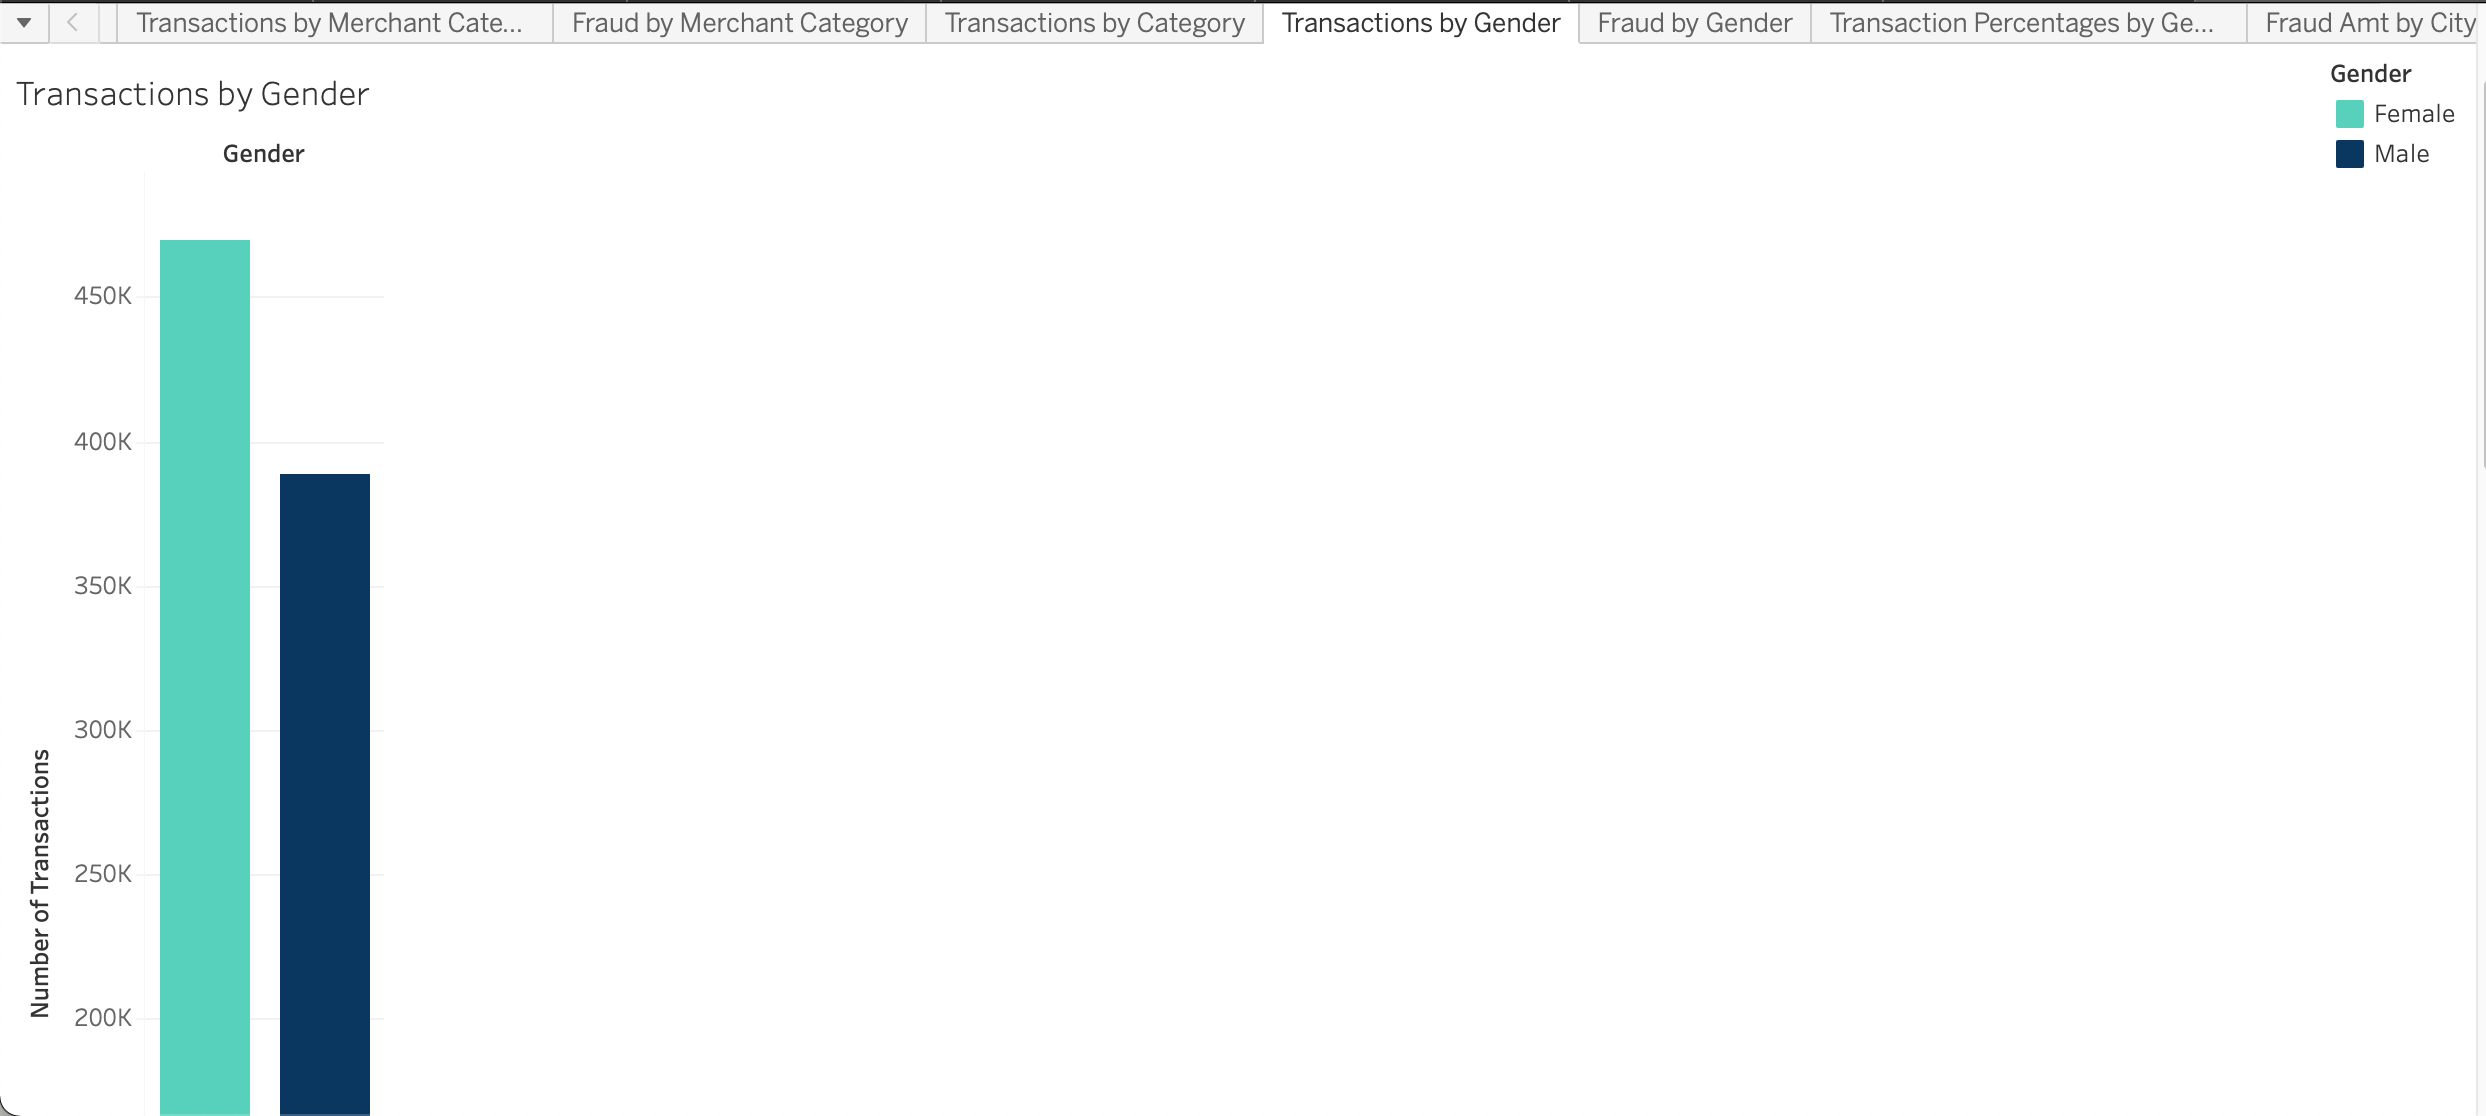 Transactions by Merchant Cate...
Fraud by Merchant Category
Transactions by Category
Transactions by Gender
Fraud by Gender
Transaction Percentages by Ge...
Fraud Amt by City
Transactions by Gender
Gender
Female
Male
Gender
450K
400K
350K
300K
250K
200K
Number of Transactions